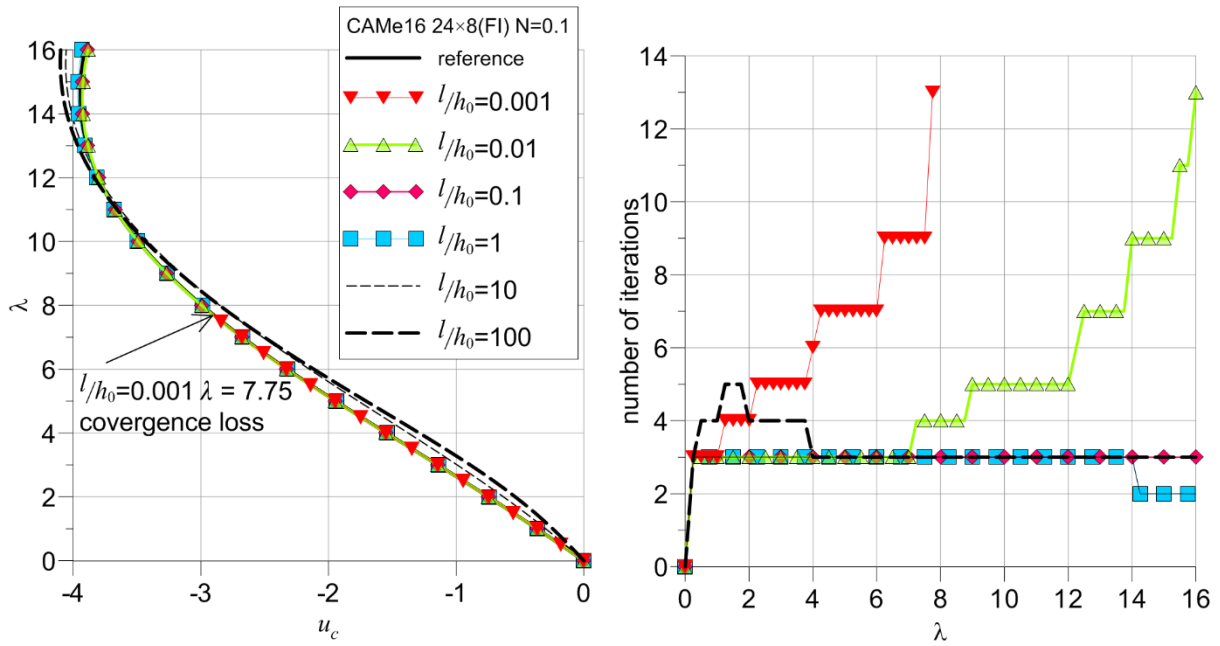 16
14
12
10
8
6
4
2
0
λ
-4
-3
-2
-1
0
u_c
l/h₀=0.001 λ = 7.75
covergence loss
CAMe16 24×8(FI) N=0.1
reference
l/h₀=0.001
l/h₀=0.01
l/h₀=0.1
l/h₀=1
l/h₀=10
l/h₀=100
number of iterations
14
12
10
8
6
4
2
0
0
2
4
6
8
10
12
14
16
λ